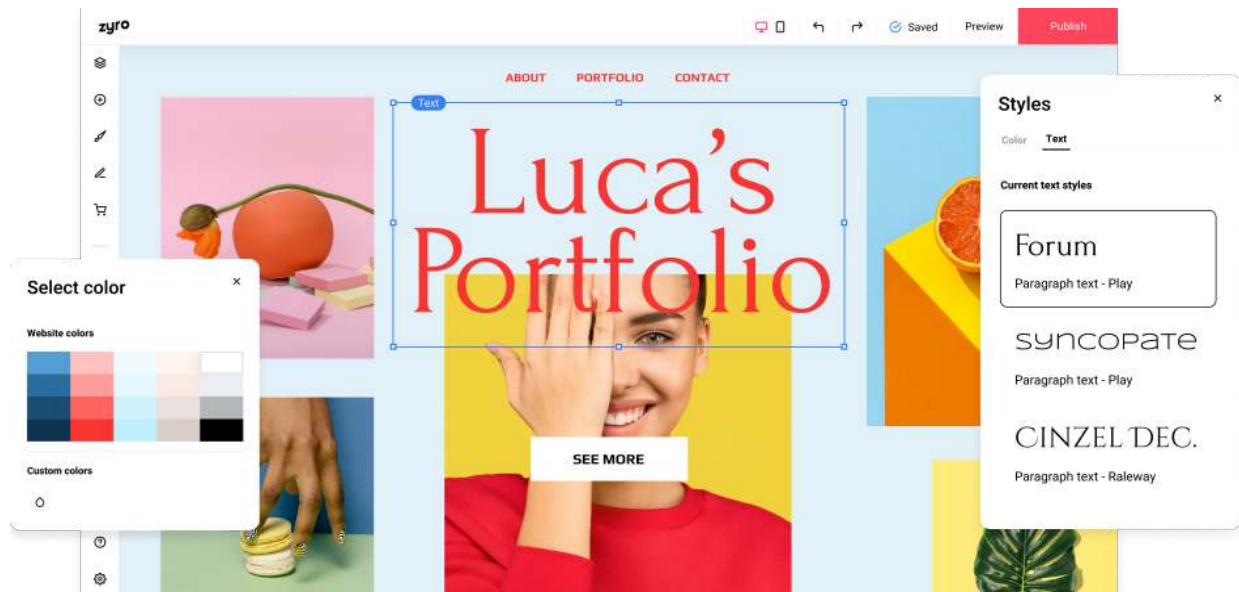 zyro
Saved
Preview
Publish
ABOUT
PORTFOLIO
CONTACT
Text
Luca's
Portfolio
SEE MORE
Select color
Website colors
Custom colors
Styles
Color
Text
Current text styles
Forum
Paragraph text - Play
syncopate
Paragraph text - Play
CINZEL DEC.
Paragraph text - Raleway